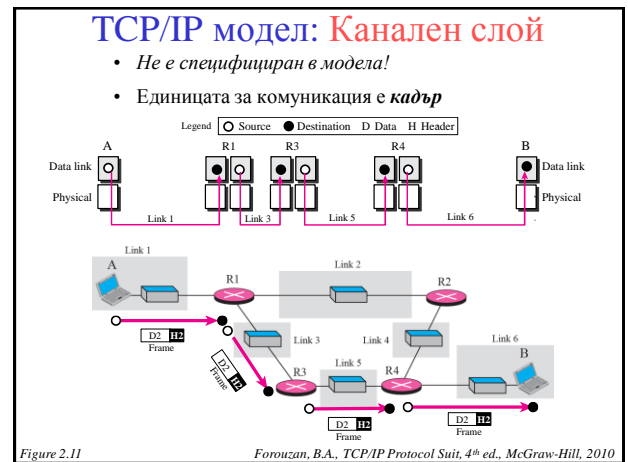 TCP/IP модел: Канален слой
• Не е специфициран в модела!
• Единицата за комуникация е кадър
Legend Source Destination D Data H Header
A R1 R3 R4 B
Data link Data link
Physical Physical
Link 1 Link 3 Link 5 Link 6
Link 1
A
R1
Link 2
R2
D2 H2
Frame
Link 3
Link 4
Link 6
B
D2 H2
Frame
R3
Link 5
R4
D2 H2
Frame
D2 H2
Frame
Figure 2.11 Forouzan, B.A., TCP/IP Protocol Suit, 4th ed., McGraw-Hill, 2010